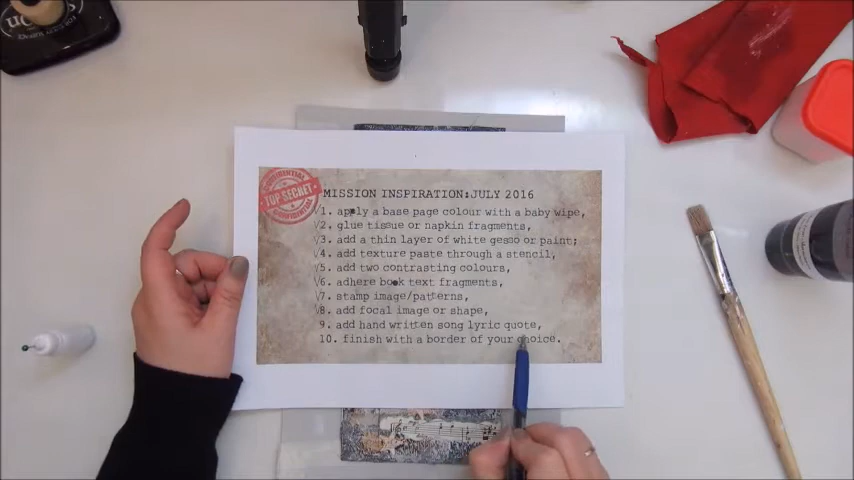 CONFIDENTIAL
TOP SECRET
CONFIDENTIAL
MISSION INSPIRATION:JULY 2016
1. apply a base page colour with a baby wipe,
2. glue tissue or napkin fragments,
3. add a thin layer of white gesso or paint;
4. add texture paste through a stencil,
5. add two contrasting colours,
6. adhere book text fragments,
7. stamp image/patterns,
8. add focal image or shape,
9. add hand written song lyric quote,
10. finish with a border of your choice.